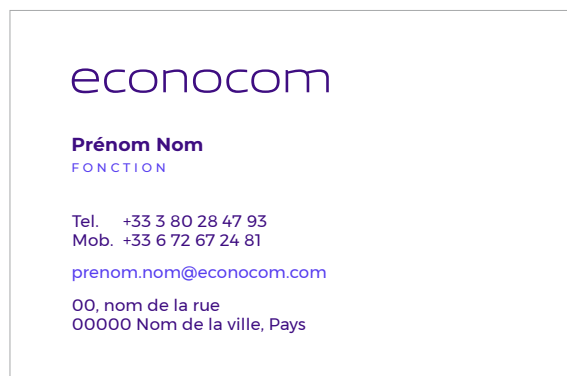 econocom
Prénom Nom
FONCTION
Tel. +33 3 80 28 47 93
Mob. +33 6 72 67 24 81
prenom.nom@econocom.com
00, nom de la rue
00000 Nom de la ville, Pays